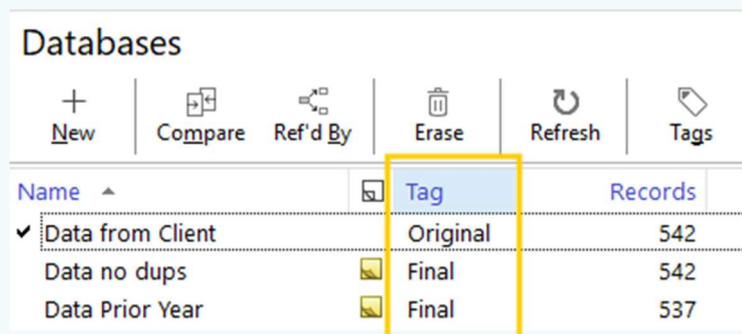 Databases
New Compare Ref'd By Erase Refresh Tags
Name Tag Records
Data from Client Original 542
Data no dups Final 542
Data Prior Year Final 537